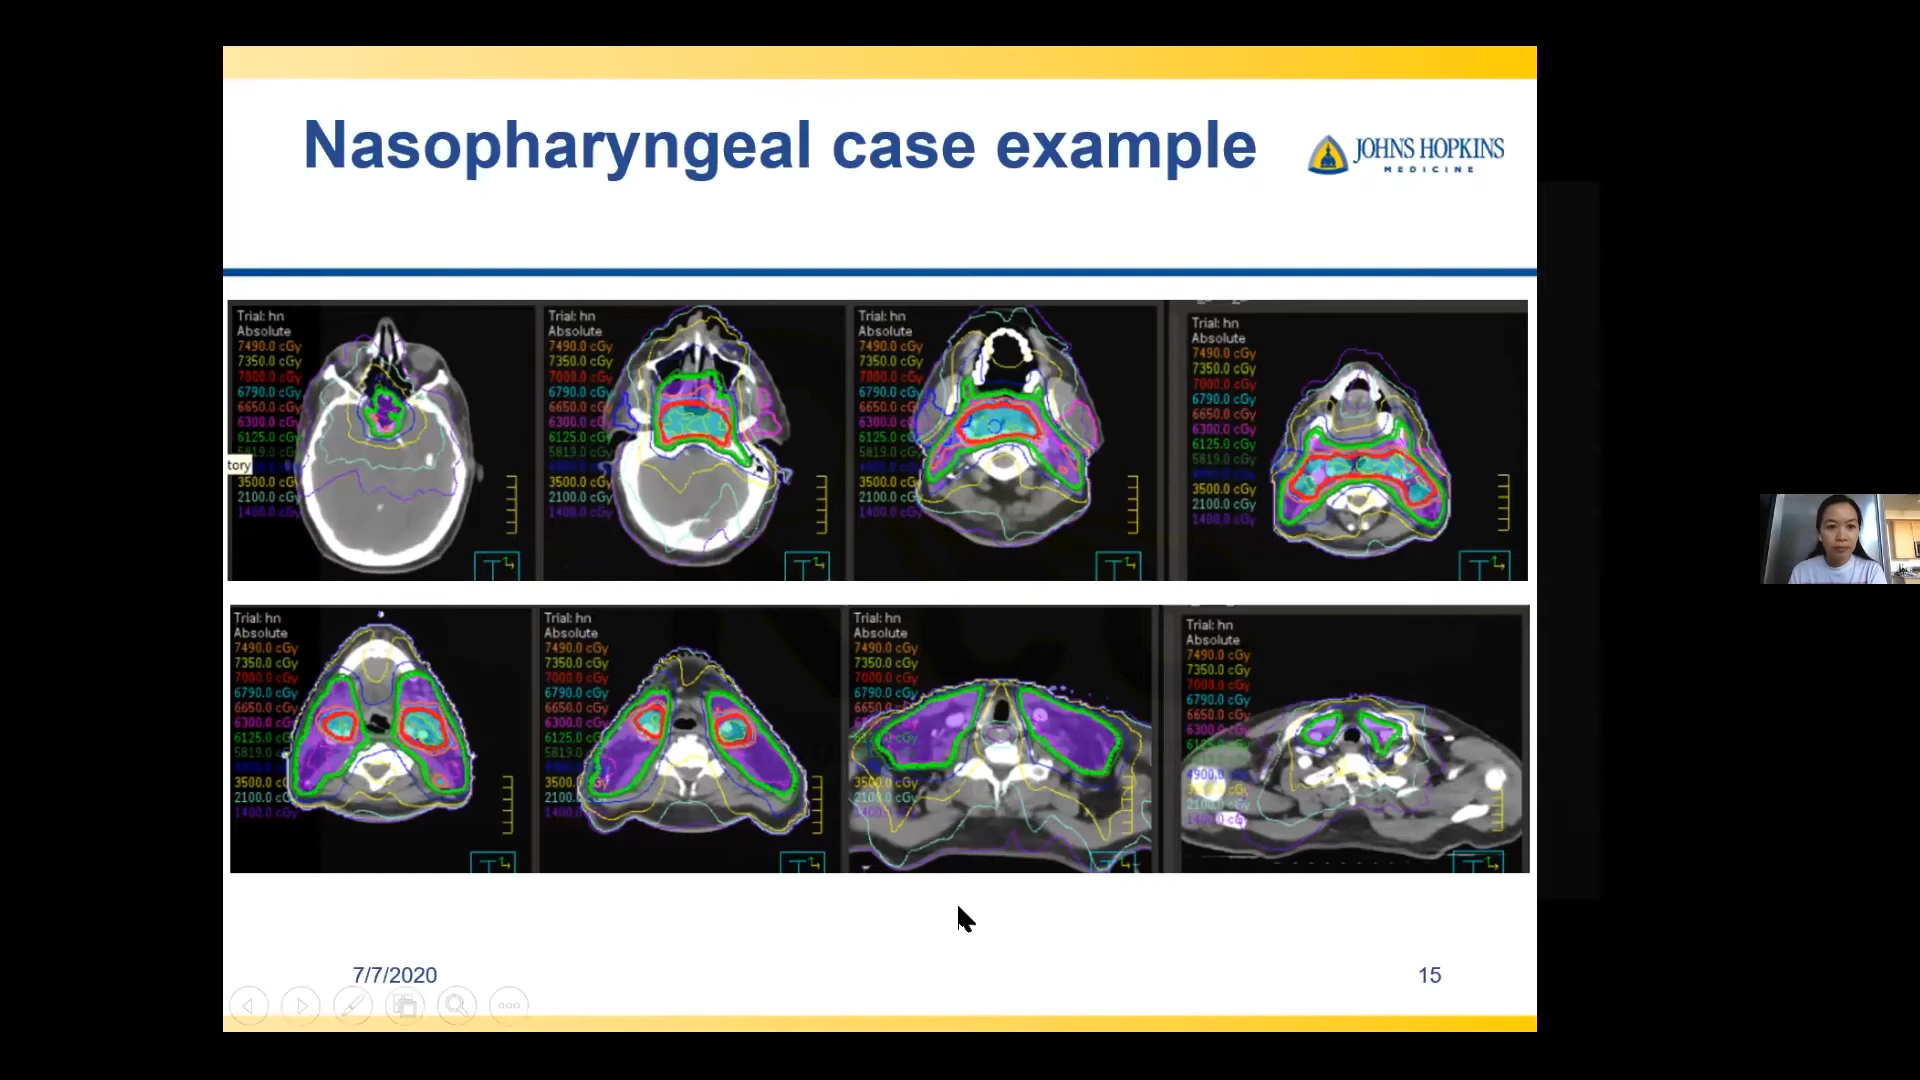 Nasopharyngeal case example
JOHNS HOPKINS
MEDICINE
Trial: hn
Absolute
7490.0 cGy
7350.0 cGy
7000.0 cGy
6790.0 cGy
6650.0 cGy
6300.0 cGy
6125.0 cGy
5819.0 cGy
tory
3500.0 cGy
2100.0 cGy
1400.0 cGy
Trial: hn
Absolute
7490.0 cGy
7350.0 cGy
7000.0 cGy
6790.0 cGy
6650.0 cGy
6300.0 cGy
6125.0 cGy
5819.0 cGy
3500.0 cGy
2100.0 cGy
1400.0 cGy
Trial: hn
Absolute
7490.0 cGy
7350.0 cGy
7000.0 cGy
6790.0 cGy
6650.0 cGy
6300.0 cGy
6125.0 cGy
5819.0 cGy
3500.0 cGy
2100.0 cGy
1400.0 cGy
Trial: hn
Absolute
7490.0 cGy
7350.0 cGy
7000.0 cGy
6790.0 cGy
6650.0 cGy
6300.0 cGy
6125.0 cGy
5819.0 cGy
3500.0 cGy
2100.0 cGy
1400.0 cGy
Trial: hn
Absolute
7490.0 cGy
7350.0 cGy
7000.0 cGy
6790.0 cGy
6650.0 cGy
6300.0 cGy
6125.0 cGy
5819.0 cGy
3500.0 cGy
2100.0 cGy
1400.0 cGy
Trial: hn
Absolute
7490.0 cGy
7350.0 cGy
7000.0 cGy
6790.0 cGy
6650.0 cGy
6300.0 cGy
6125.0 cGy
5819.0 cGy
3500.0
2100.0
1400.0
Trial: hn
Absolute
7490.0 cGy
7350.0 cGy
7000.0 cGy
6790.0 cGy
6650.0 cGy
6300.0 cGy
6125.0 cGy
3500.0 cGy
2100.0 cGy
1400.0 cGy
Trial: hn
Absolute
7490.0 cGy
7350.0 cGy
7000.0 cGy
6790.0 cGy
6650.0 cGy
6300.0 cGy
4900.0
7/7/2020
15